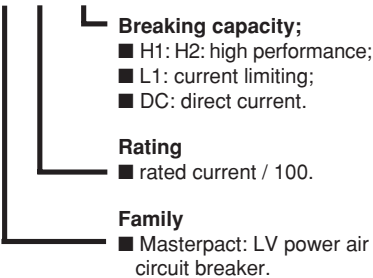 Breaking capacity;
■ H1: H2: high performance;
■ L1: current limiting;
■ DC: direct current.
Rating
■ rated current / 100.
Family
■ Masterpact: LV power air
circuit breaker.